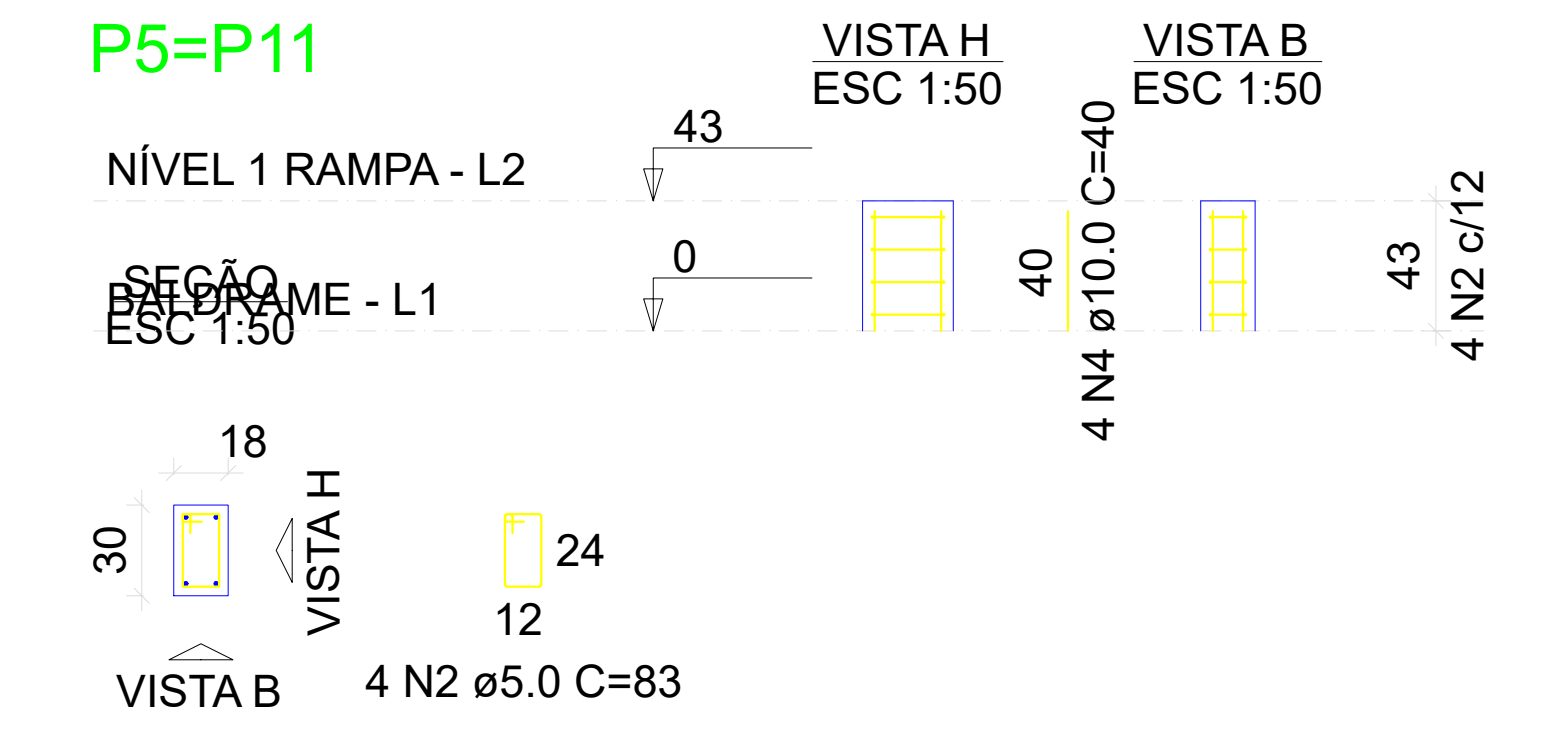 P5=P11
VISTA H
ESC 1:50
VISTA B
ESC 1:50
43
NÍVEL 1 RAMPA - L2
0
SEÇÃO
ESC 1:50
BALDRAME - L1
40
4 N4 ø10.0 C=40
43
4 N2 c/12
18
30
VISTA H
VISTA B
24
12
4 N2 ø5.0 C=83